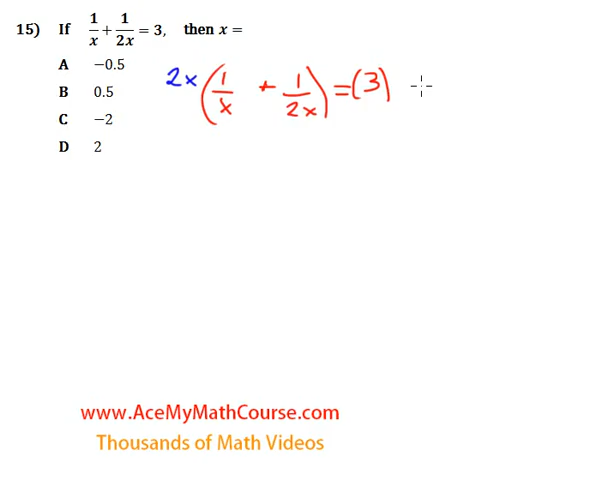 15) If 1/x + 1/2x = 3, then x =
A −0.5
B 0.5
C −2
D 2
2x (1/x + 1/2x) = (3)
www.AceMyMathCourse.com
Thousands of Math Videos